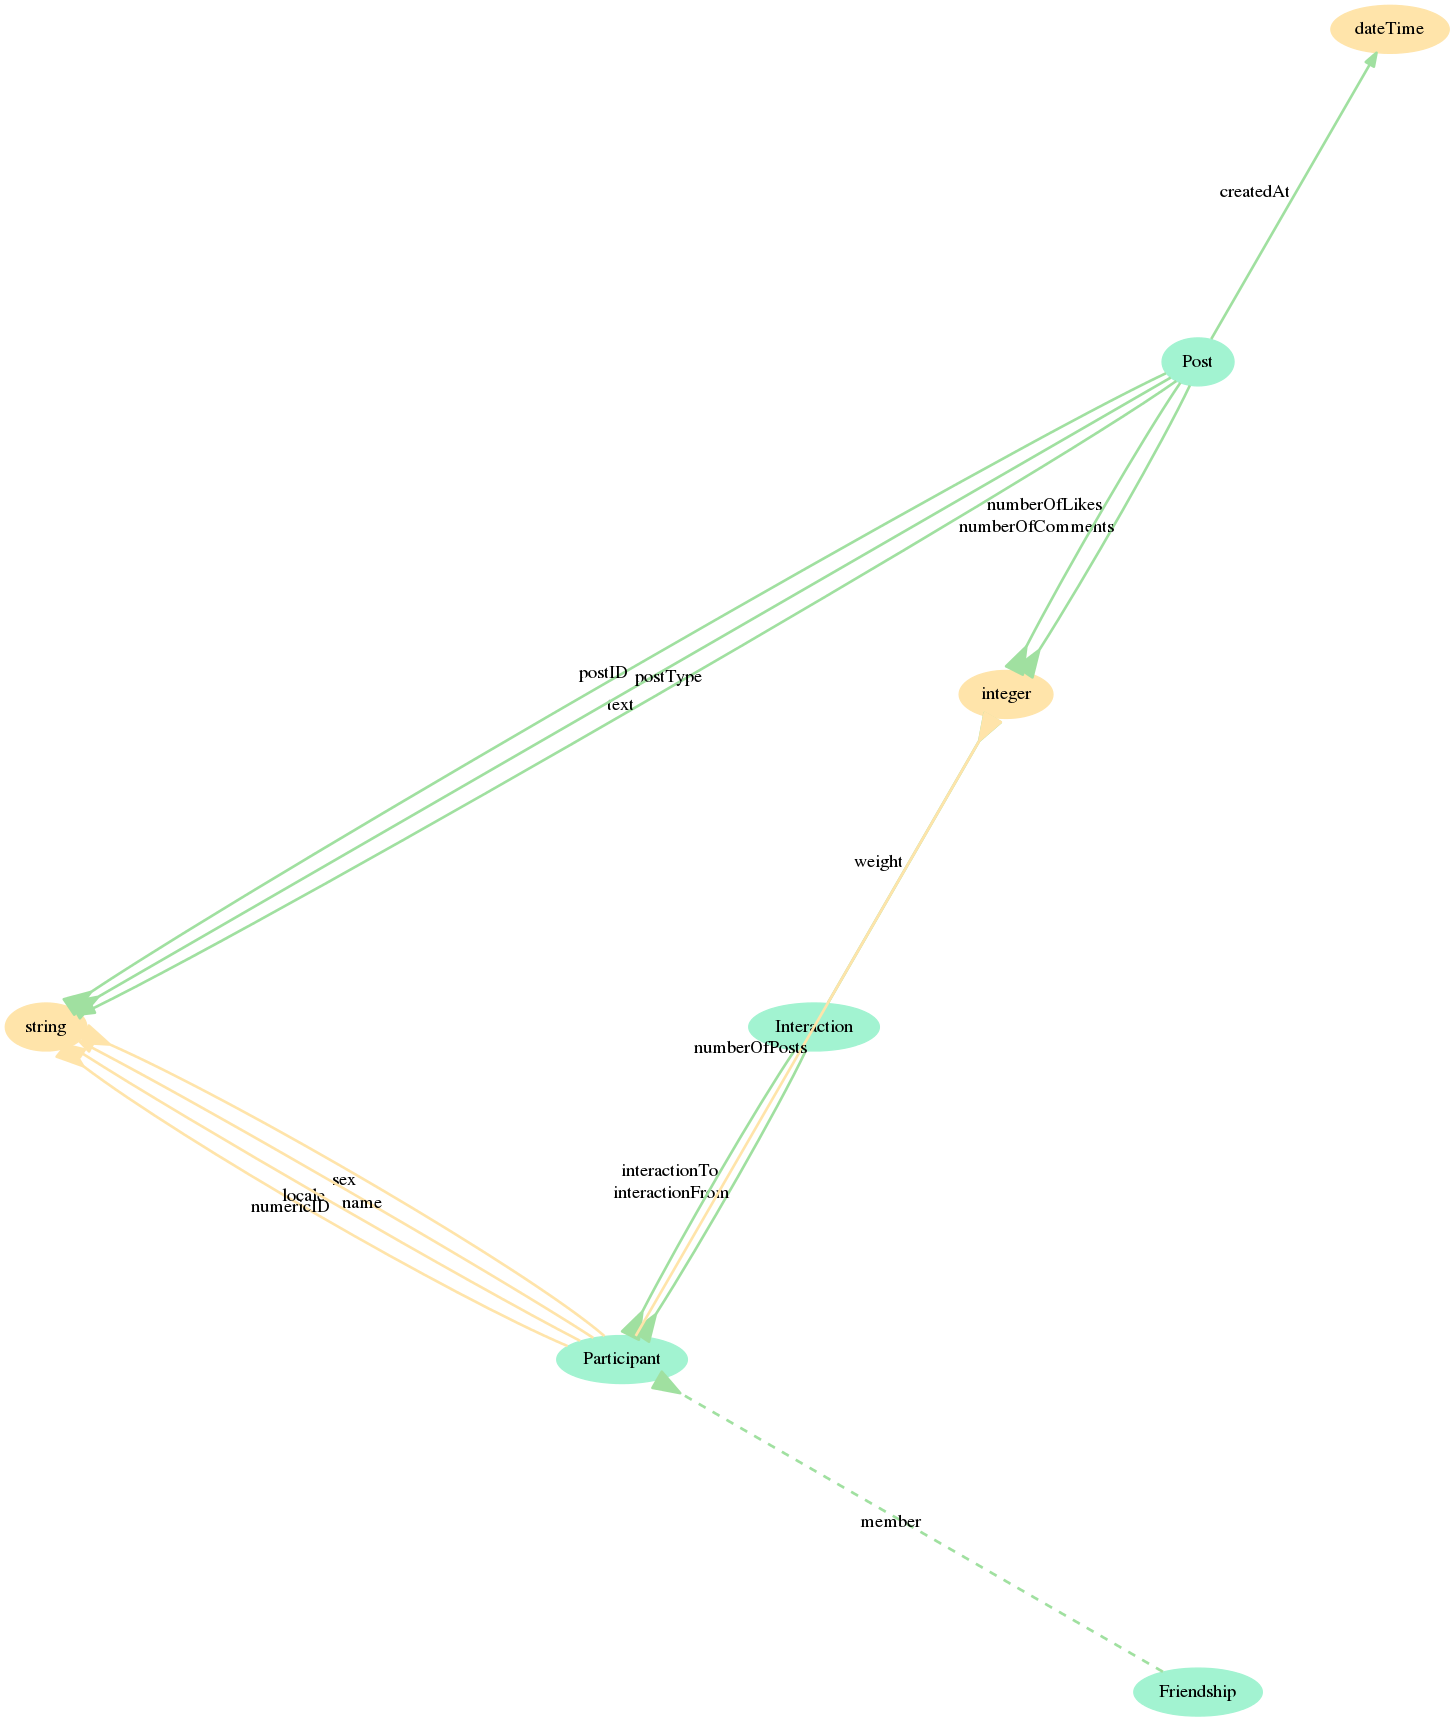 dateTime
createdAt
Post
numberOfLikes
numberOfComments
postID
postType
integer
text
weight
string
Interaction
numberOfPosts
interactionTo
sex
interactionFrom
locale
name
numericID
Participant
member
Friendship